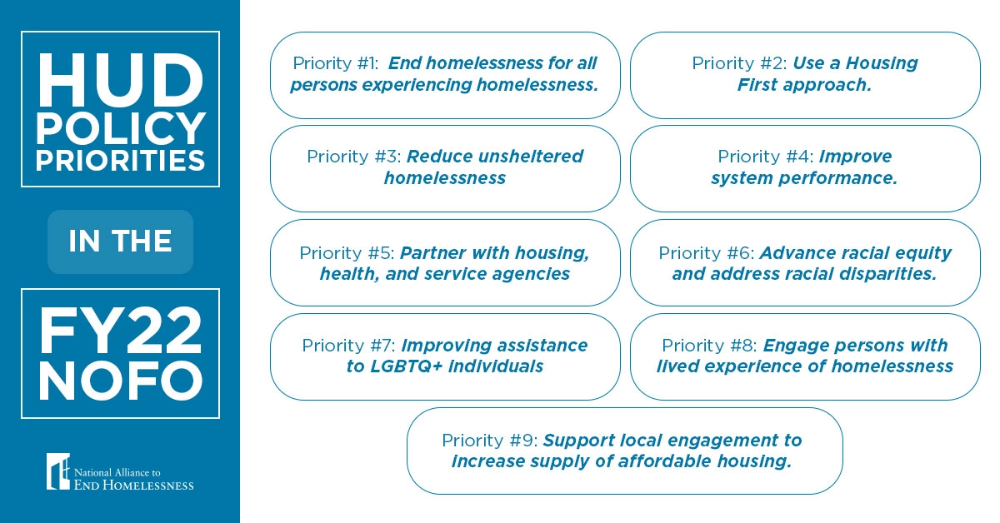 HUD
POLICY
PRIORITIES
IN THE
FY22
NOFO
National Alliance to
END HOMELESSNESS
Priority #1: End homelessness for all
persons experiencing homelessness.
Priority #2: Use a Housing
First approach.
Priority #3: Reduce unsheltered
homelessness
Priority #4: Improve
system performance.
Priority #5: Partner with housing,
health, and service agencies
Priority #6: Advance racial equity
and address racial disparities.
Priority #7: Improving assistance
to LGBTQ+ individuals
Priority #8: Engage persons with
lived experience of homelessness
Priority #9: Support local engagement to
increase supply of affordable housing.